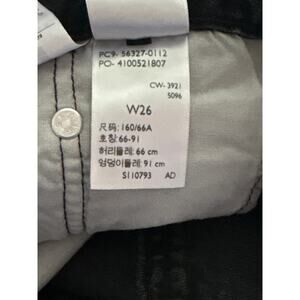 PC9- 56327-0112
PO- 4100521807
CW-3921
5096
W26
尺码: 160/66A
호칭: 66-91
허리둘레: 66 cm
엉덩이둘레: 91 cm
S110793 AD